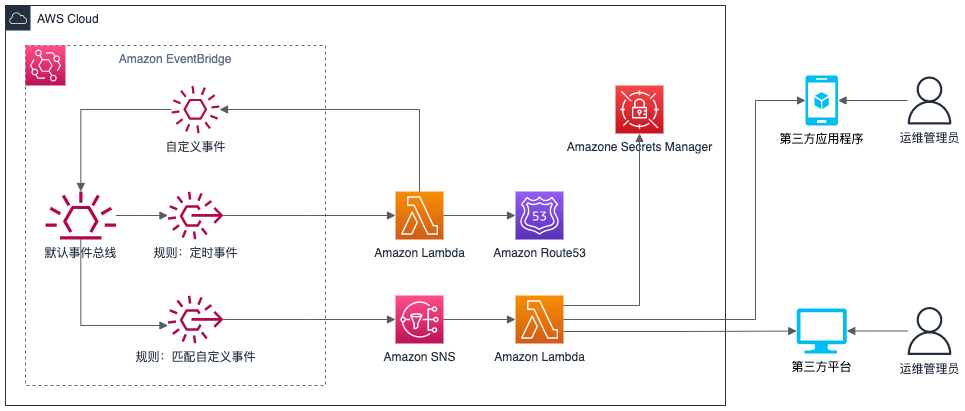 AWS Cloud
Amazon EventBridge
自定义事件
Amazone Secrets Manager
第三方应用程序
运维管理员
默认事件总线
规则：定时事件
Amazon Lambda
53
Amazon Route53
规则：匹配自定义事件
Amazon SNS
Amazon Lambda
第三方平台
运维管理员